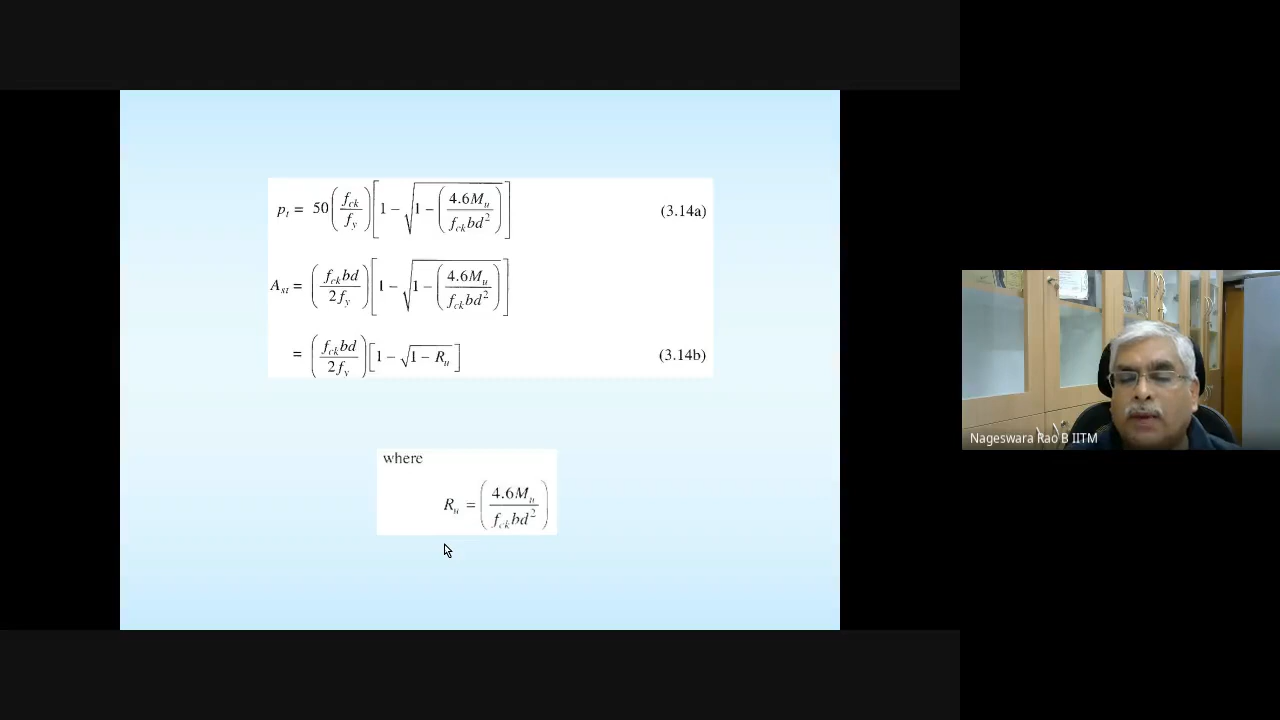 p_t = 50 (f_ck / f_y) [1 − √(1 − (4.6M_u / f_ck bd²))] (3.14a)
A_st = (f_ck bd / 2f_y) [1 − √(1 − (4.6M_u / f_ck bd²))]
= (f_ck bd / 2f_y) [1 − √(1 − R_u)] (3.14b)
where
R_u = (4.6M_u / f_ck bd²)
Nageswara Rao B IITM